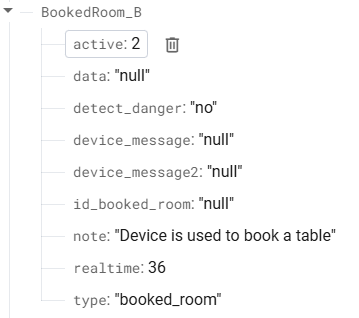 BookedRoom_B
active: 2
data: "null"
detect_danger: "no"
device_message: "null"
device_message2: "null"
id_booked_room: "null"
note: "Device is used to book a table"
realtime: 36
type: "booked_room"